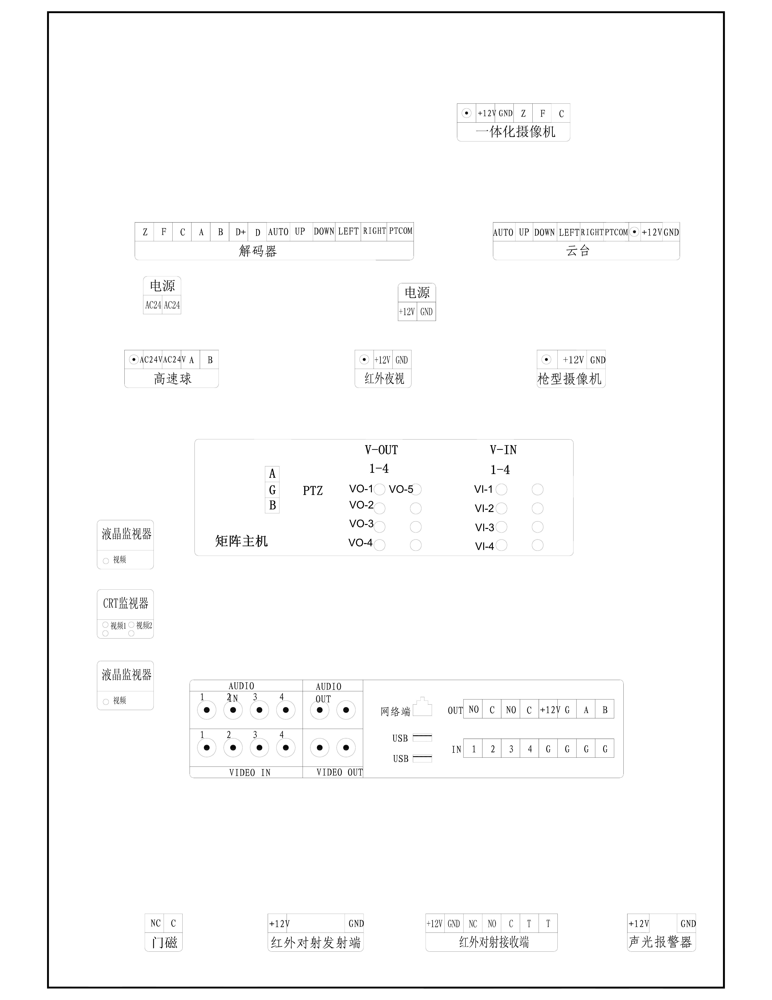 +12V GND Z F C
一体化摄像机
Z F C A B D+ D AUTO UP DOWN LEFT RIGHT PTCOM
解码器
AUTO UP DOWN LEFT RIGHT PTCOM +12V GND
云台
电源
AC24 AC24
电源
+12V GND
AC24V AC24V A B
高速球
+12V GND
红外夜视
+12V GND
枪型摄像机
V-OUT V-IN
1-4 1-4
A
G
B
PTZ
VO-1 VO-5 VI-1
VO-2 VI-2
VO-3 VI-3
VO-4 VI-4
矩阵主机
液晶监视器
视频
CRT监视器
视频1 视频2
液晶监视器
视频
AUDIO IN
AUDIO OUT
1 2 3 4
1 2 3 4
VIDEO IN VIDEO OUT
网络端
USB
USB
OUT NO C NO C +12V G A B
IN 1 2 3 4 G G G G
NC C
门磁
+12V GND
红外对射发射端
+12V GND NC NO C T T
红外对射接收端
+12V GND
声光报警器